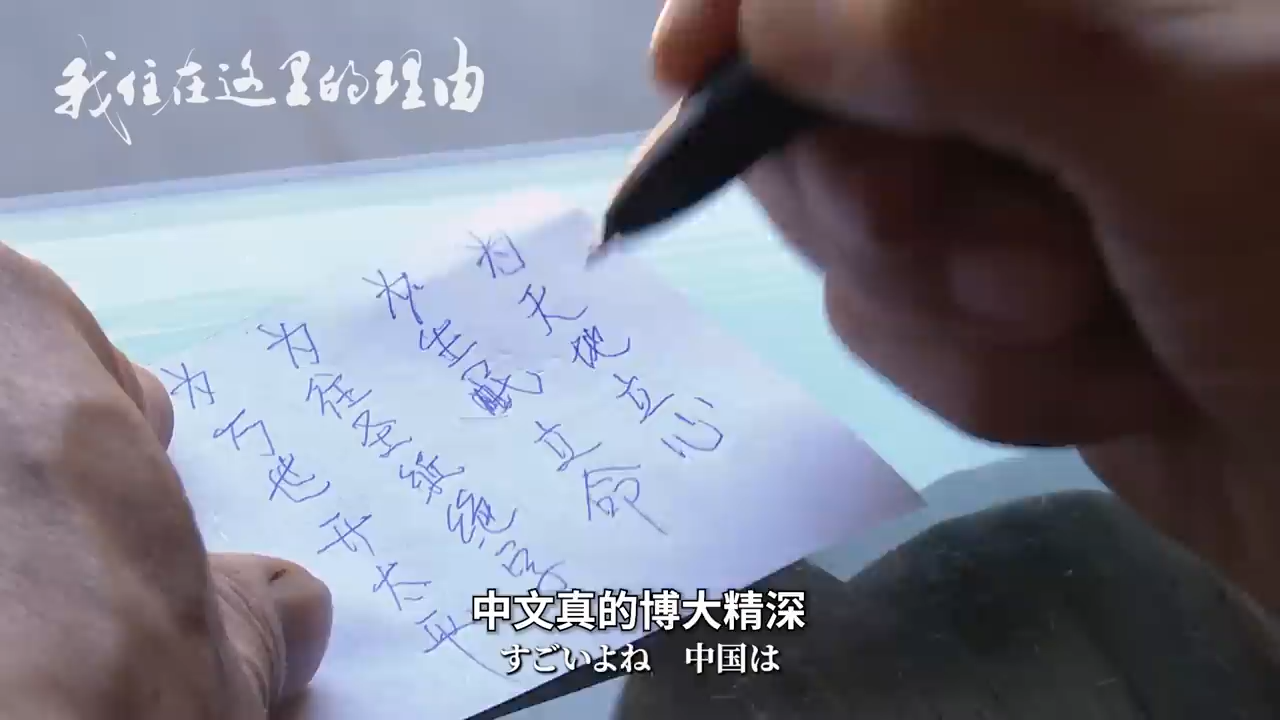 我住在这里的理由
为天地立心
为生民立命
为往圣继绝学
为万世开太平
中文真的博大精深
すごいよね　中国は